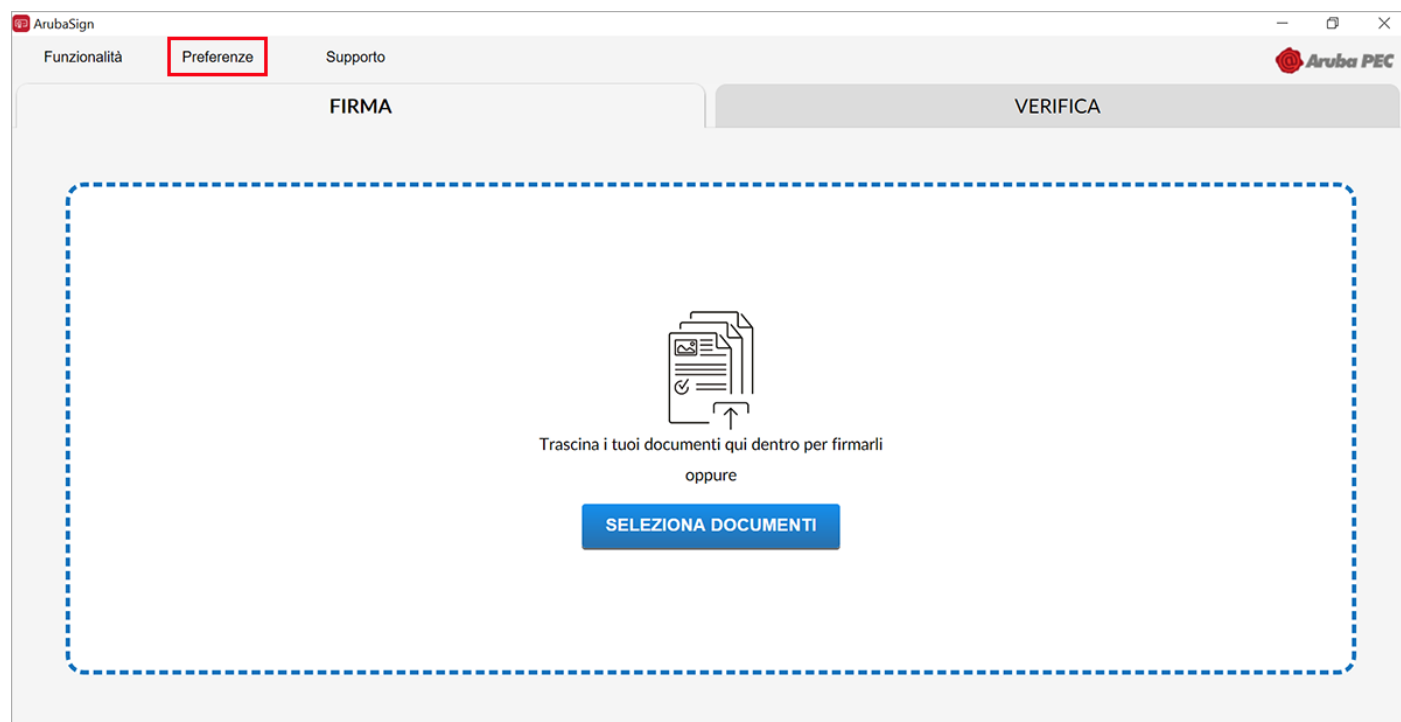 ArubaSign
Funzionalità Preferenze Supporto
Aruba PEC
FIRMA VERIFICA
Trascina i tuoi documenti qui dentro per firmarli
oppure
SELEZIONA DOCUMENTI